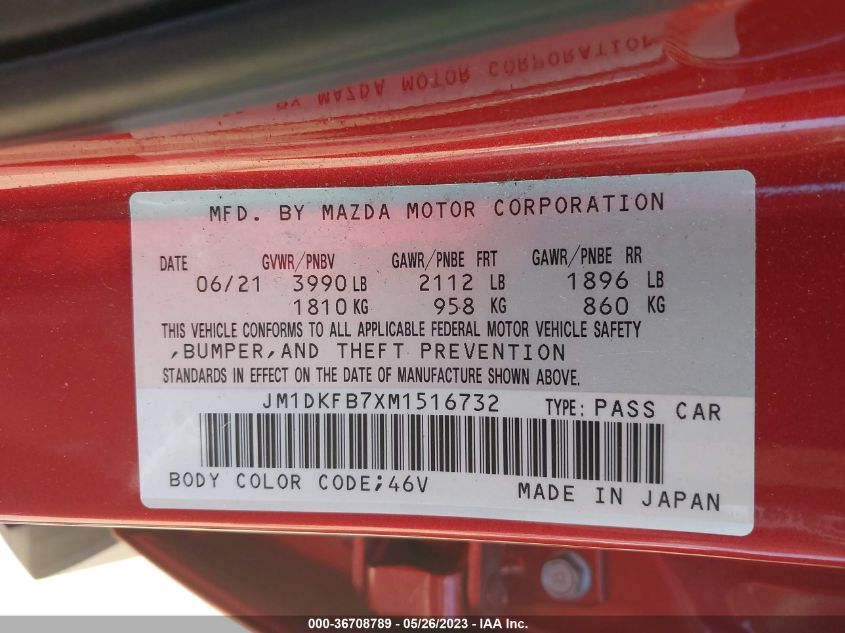 MFD. BY MAZDA MOTOR CORPORATION
DATE GVWR/PNBV GAWR/PNBE FRT GAWR/PNBE RR
06/21 3990 LB 2112 LB 1896 LB
1810 KG 958 KG 860 KG
THIS VEHICLE CONFORMS TO ALL APPLICABLE FEDERAL MOTOR VEHICLE SAFETY
,BUMPER,AND THEFT PREVENTION
STANDARDS IN EFFECT ON THE DATE OF MANUFACTURE SHOWN ABOVE.
JM1DKFB7XM1516732 TYPE: PASS CAR
BODY COLOR CODE;46V MADE IN JAPAN
000-36708789 - 05/26/2023 - IAA Inc.